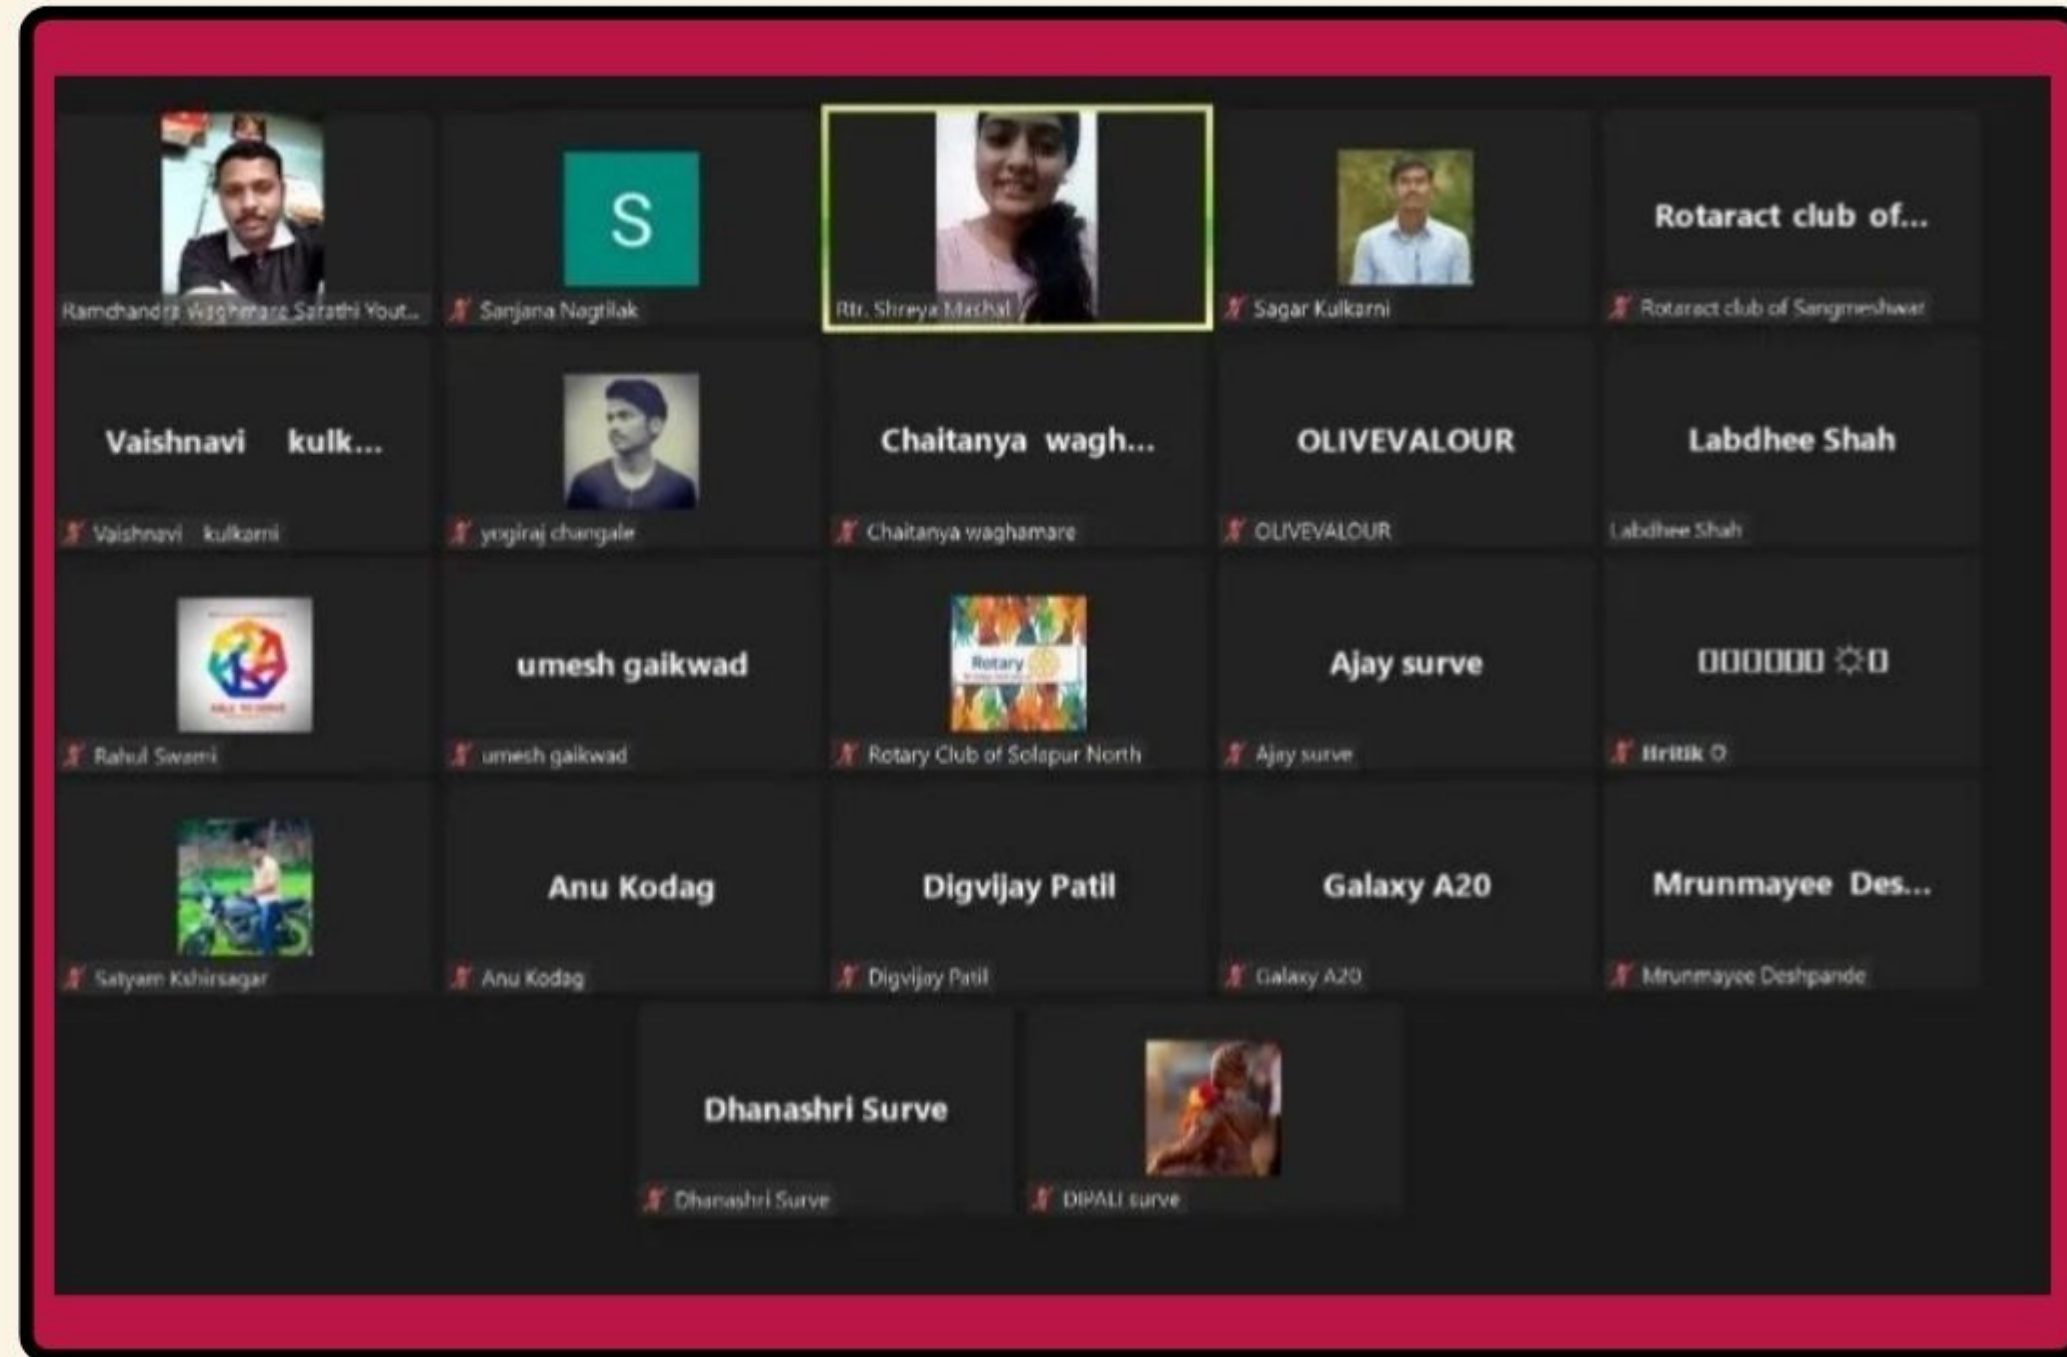 Ramchandra Waghmare Sarathi Yout...
S
Sanjana Nagtilak
Rtr. Shreya Mashal
Sagar Kulkarni
Rotaract club of...
Rotaract club of Sangmeshwar
Vaishnavi kulk...
Vaishnavi kulkarni
yogiraj changale
Chaitanya wagh...
Chaitanya waghamare
OLIVEVALOUR
OLIVEVALOUR
Labdhee Shah
Labdhee Shah
Rahul Swami
umesh gaikwad
umesh gaikwad
Rotary
Rotary Club of Solapur North
Ajay surve
Ajay surve
Hritik
Satyam Kshirsagar
Anu Kodag
Anu Kodag
Digvijay Patil
Digvijay Patil
Galaxy A20
Galaxy A20
Mrunmayee Des...
Mrunmayee Deshpande
Dhanashri Surve
Dhanashri Surve
DIPALI surve